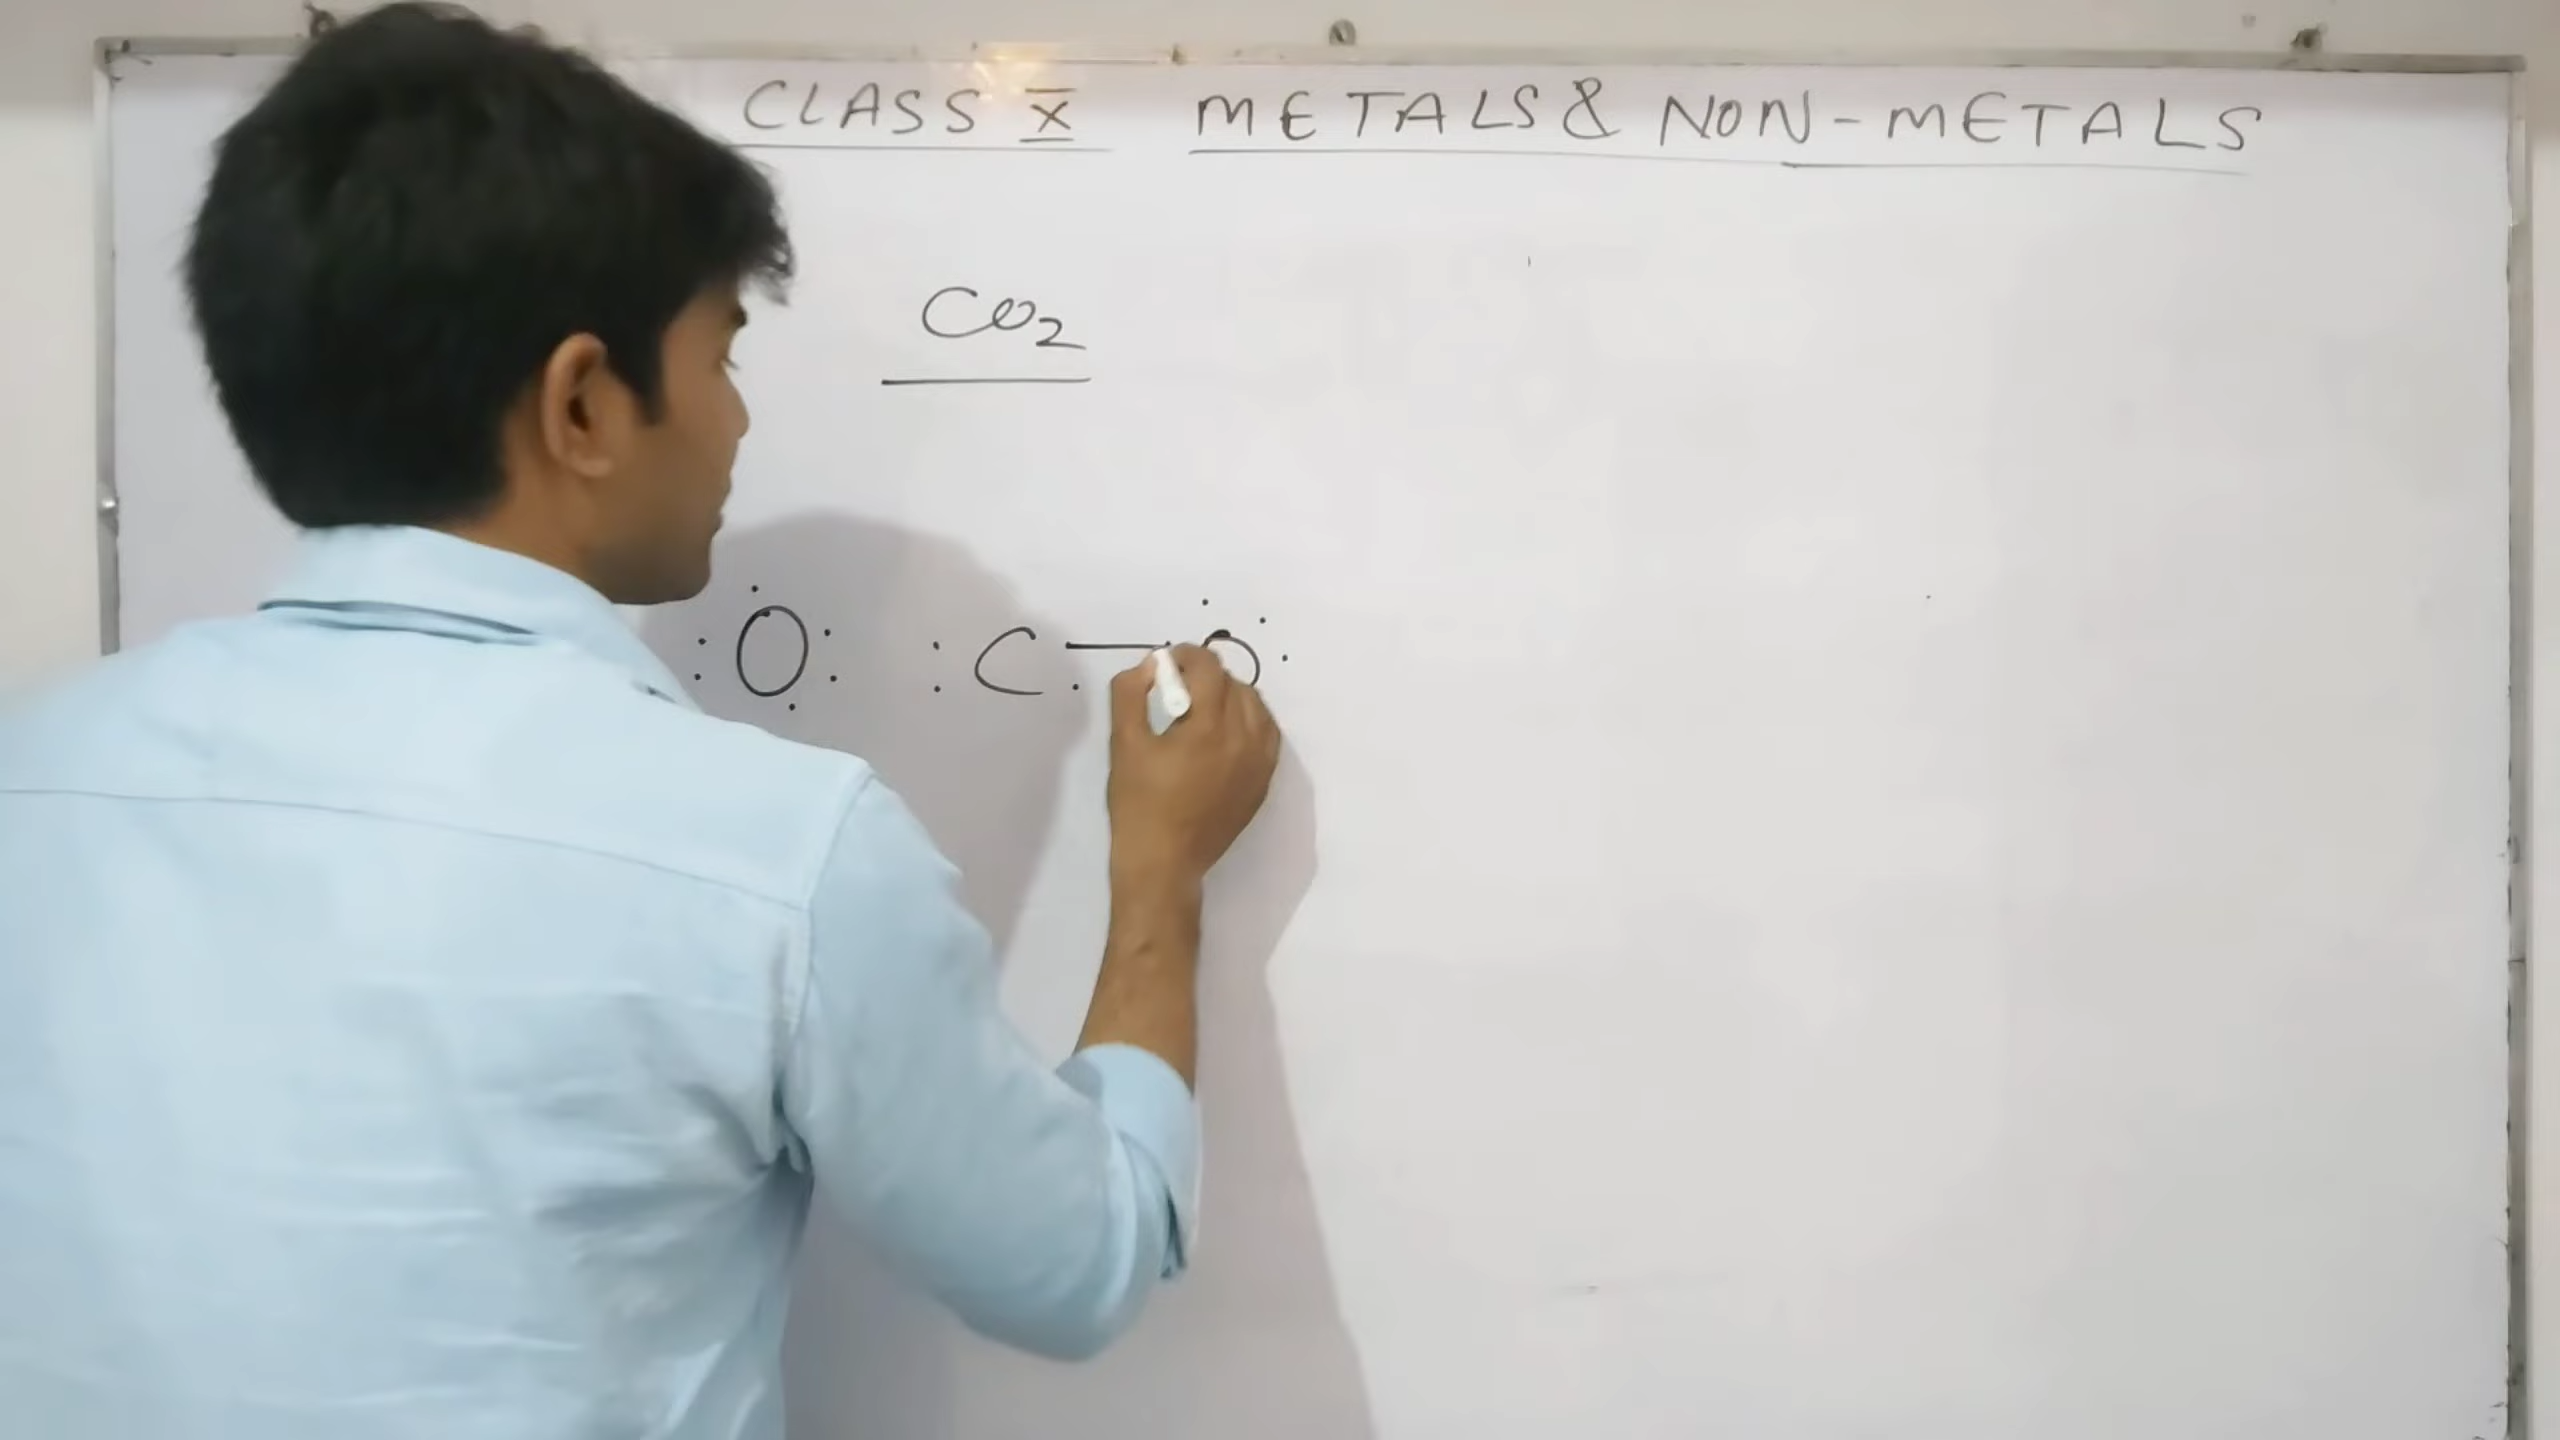 CLASS X METALS & NON-METALS
CO2
:O: :C. — O: